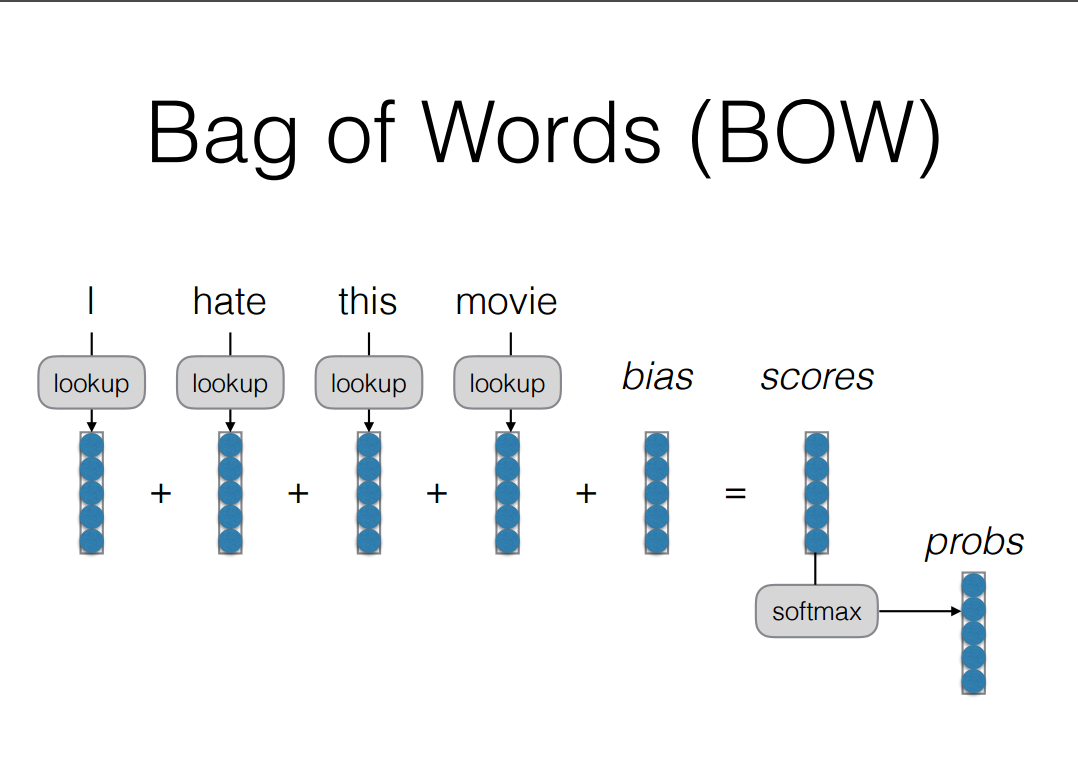 Bag of Words (BOW)
I hate this movie
lookup lookup lookup lookup
bias scores
+ + + + =
probs
softmax